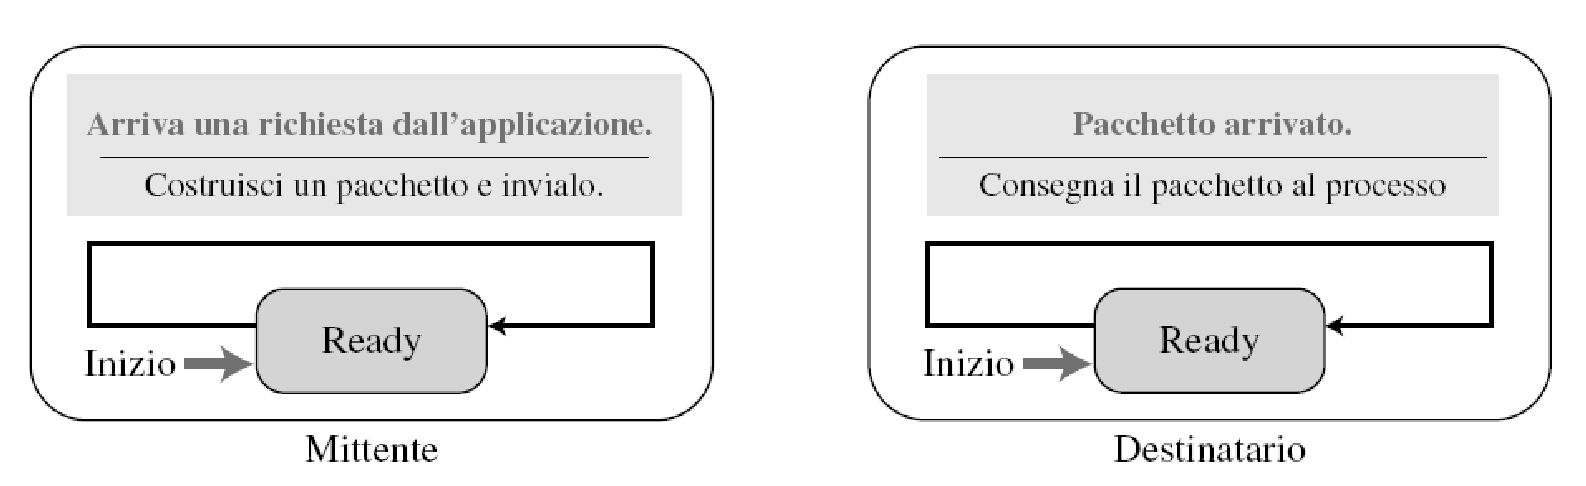 Arriva una richiesta dall'applicazione.
Costruisci un pacchetto e invialo.
Ready
Inizio
Mittente
Pacchetto arrivato.
Consegna il pacchetto al processo
Ready
Inizio
Destinatario